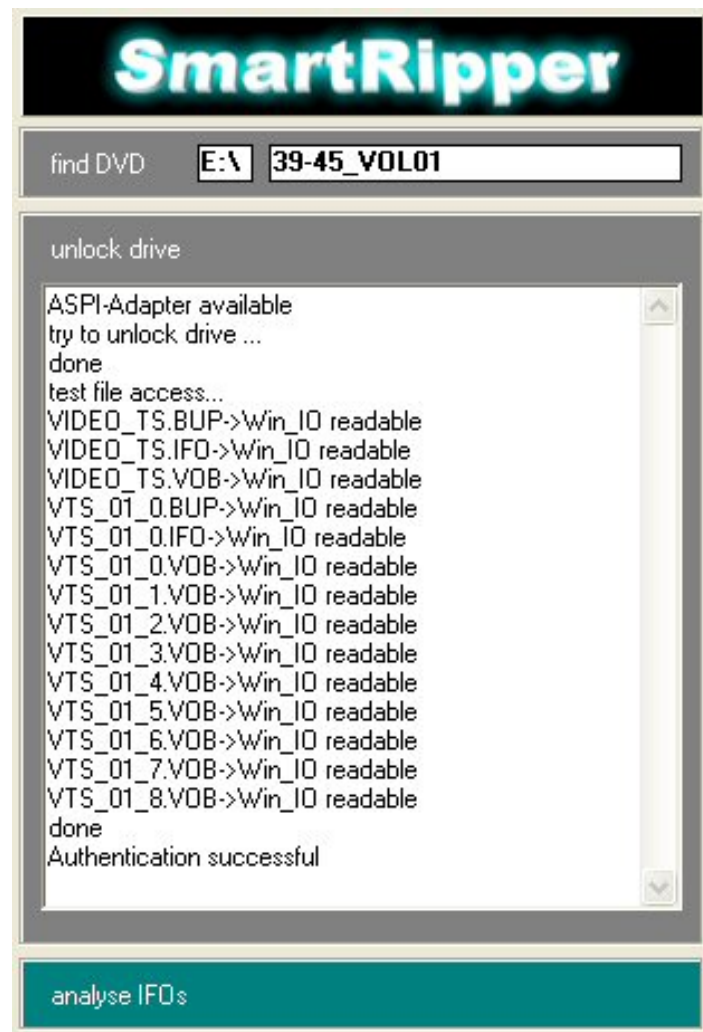 SmartRipper
find DVD E:\ 39-45_VOL01
unlock drive
ASPI-Adapter available
try to unlock drive ...
done
test file access...
VIDEO_TS.BUP->Win_IO readable
VIDEO_TS.IFO->Win_IO readable
VIDEO_TS.VOB->Win_IO readable
VTS_01_0.BUP->Win_IO readable
VTS_01_0.IFO->Win_IO readable
VTS_01_0.VOB->Win_IO readable
VTS_01_1.VOB->Win_IO readable
VTS_01_2.VOB->Win_IO readable
VTS_01_3.VOB->Win_IO readable
VTS_01_4.VOB->Win_IO readable
VTS_01_5.VOB->Win_IO readable
VTS_01_6.VOB->Win_IO readable
VTS_01_7.VOB->Win_IO readable
VTS_01_8.VOB->Win_IO readable
done
Authentication successful
analyse IFOs